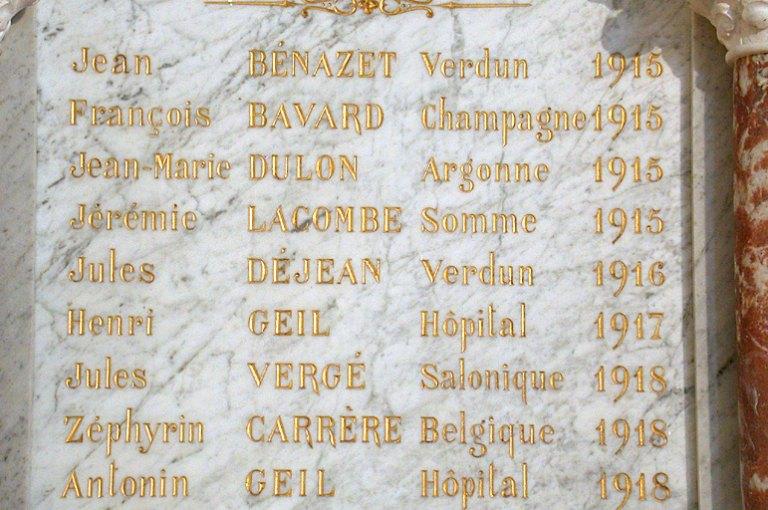 Jean BÉNAZET Verdun 1915
François BAVARD Champagne 1915
Jean-Marie DULON Argonne 1915
Jérémie LACOMBE Somme 1915
Jules DÉJEAN Verdun 1916
Henri GEIL Hôpital 1917
Jules VERGÉ Salonique 1918
Zéphyrin CARRÈRE Belgique 1918
Antonin GEIL Hôpital 1918